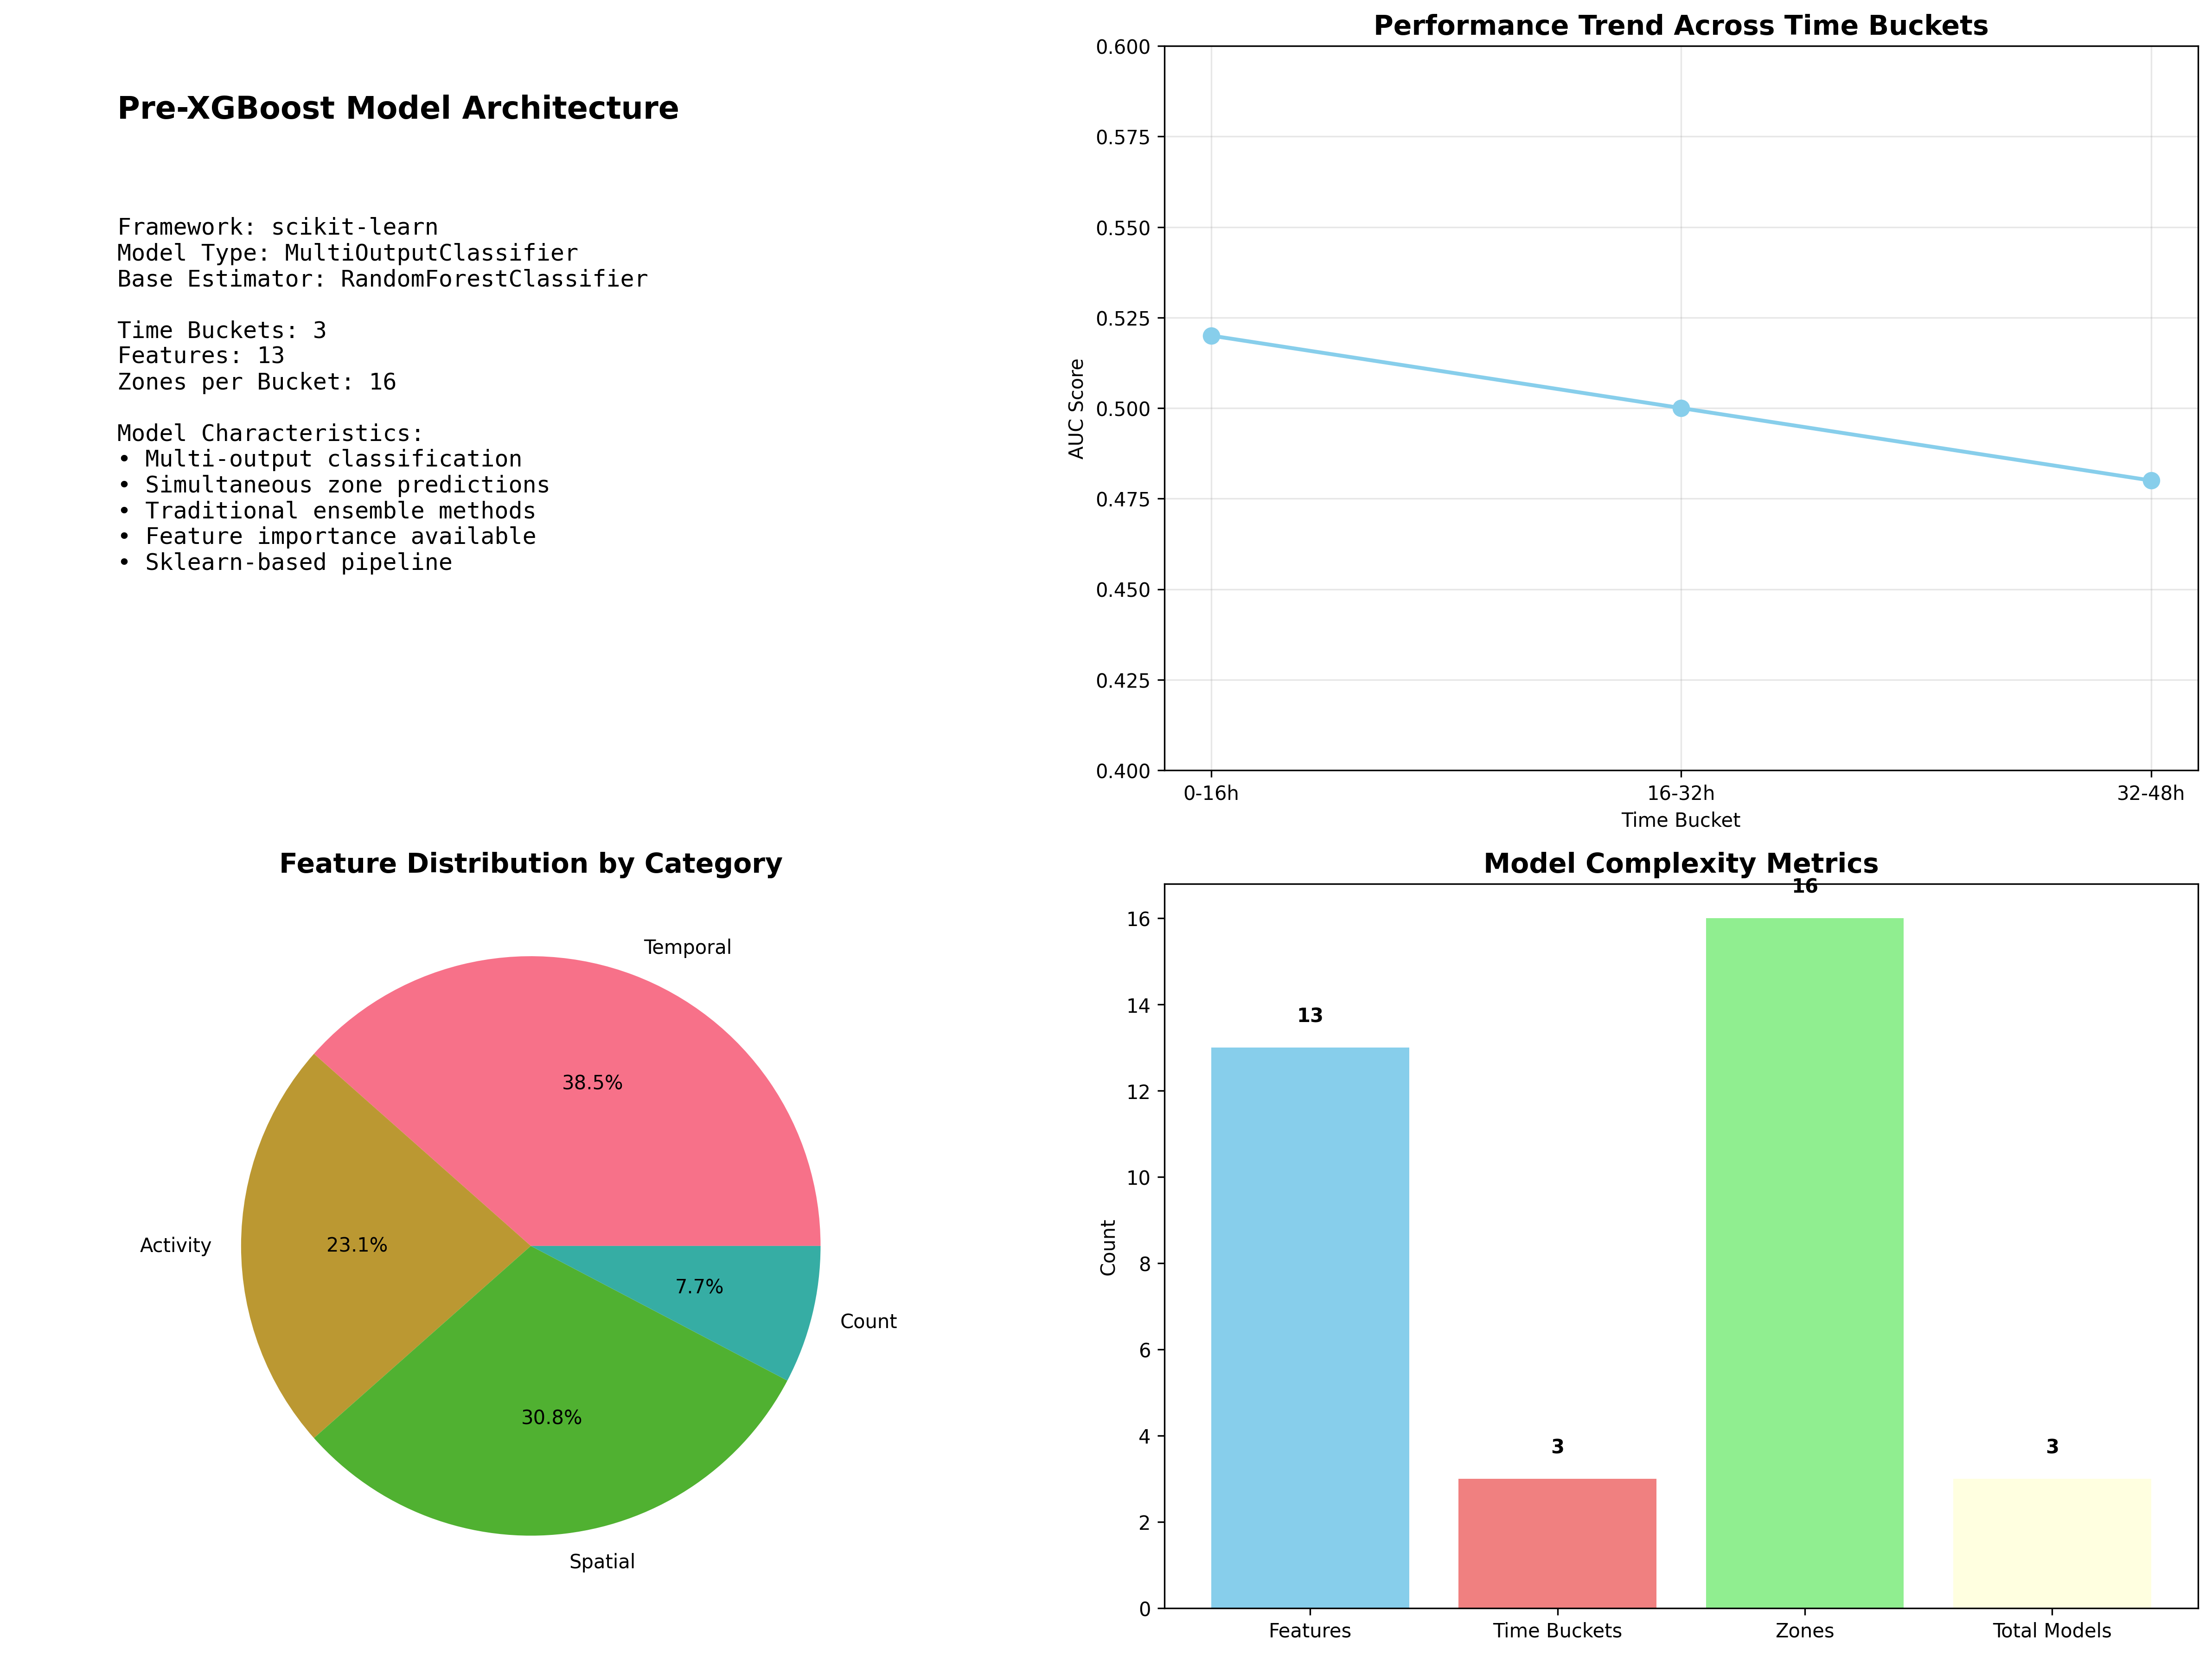 Pre-XGBoost Model Architecture
Framework: scikit-learn
Model Type: MultiOutputClassifier
Base Estimator: RandomForestClassifier
Time Buckets: 3
Features: 13
Zones per Bucket: 16
Model Characteristics:
• Multi-output classification
• Simultaneous zone predictions
• Traditional ensemble methods
• Feature importance available
• Sklearn-based pipeline
Performance Trend Across Time Buckets
AUC Score
0.600
0.575
0.550
0.525
0.500
0.475
0.450
0.425
0.400
0-16h 16-32h 32-48h
Time Bucket
Feature Distribution by Category
Temporal
38.5%
Activity
23.1%
7.7%
Count
30.8%
Spatial
Model Complexity Metrics
Count
16
14
12
10
8
6
4
2
0
13
3
16
3
Features Time Buckets Zones Total Models